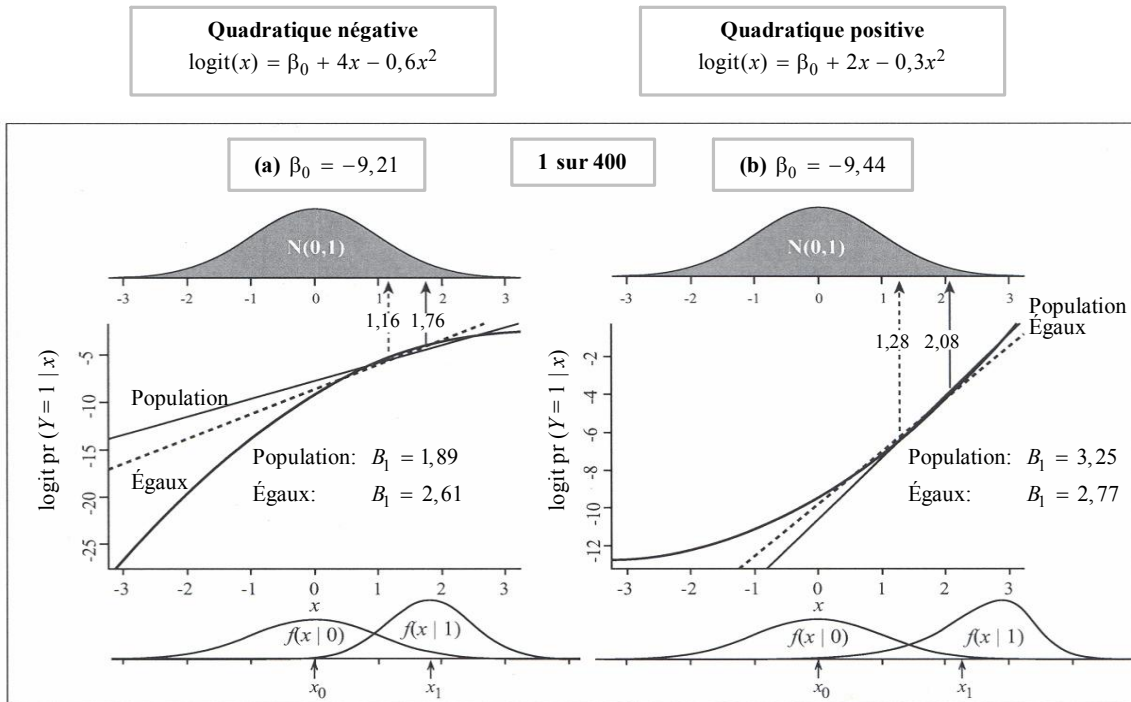 Quadratique négative
logit(x) = β₀ + 4x − 0,6x²
Quadratique positive
logit(x) = β₀ + 2x − 0,3x²
(a) β₀ = −9,21
1 sur 400
(b) β₀ = −9,44
N(0,1)
-3 -2 -1 0 1 2 3
1,16 1,76
logit pr (Y = 1 | x)
-5
-10
-15
-20
-25
Population
Égaux
Population: B₁ = 1,89
Égaux: B₁ = 2,61
-3 -2 -1 0 1 2 3
x
f(x | 0) f(x | 1)
x₀ x₁
N(0,1)
-3 -2 -1 0 1 2 3
Population
Égaux
1,28 2,08
logit pr (Y = 1 | x)
-2
-4
-6
-8
-10
-12
Population: B₁ = 3,25
Égaux: B₁ = 2,77
-3 -2 -1 0 1 2 3
x
f(x | 0) f(x | 1)
x₀ x₁